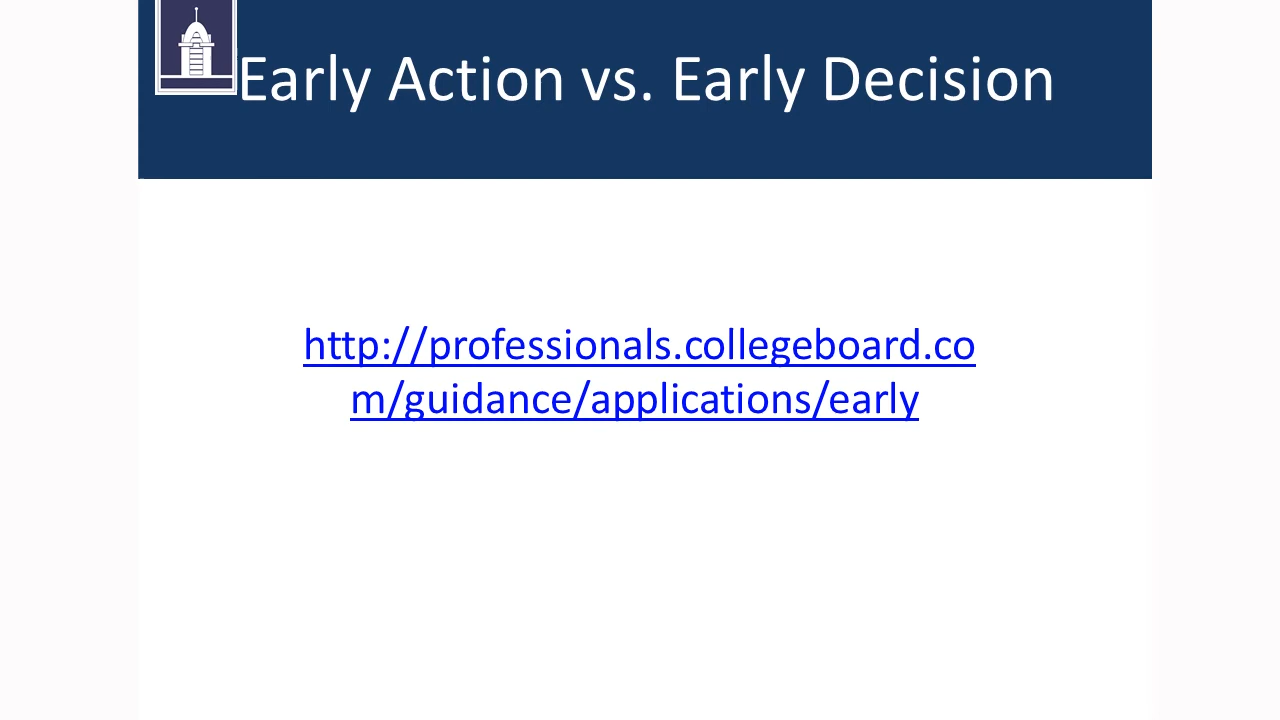 Early Action vs. Early Decision
http://professionals.collegeboard.co
m/guidance/applications/early